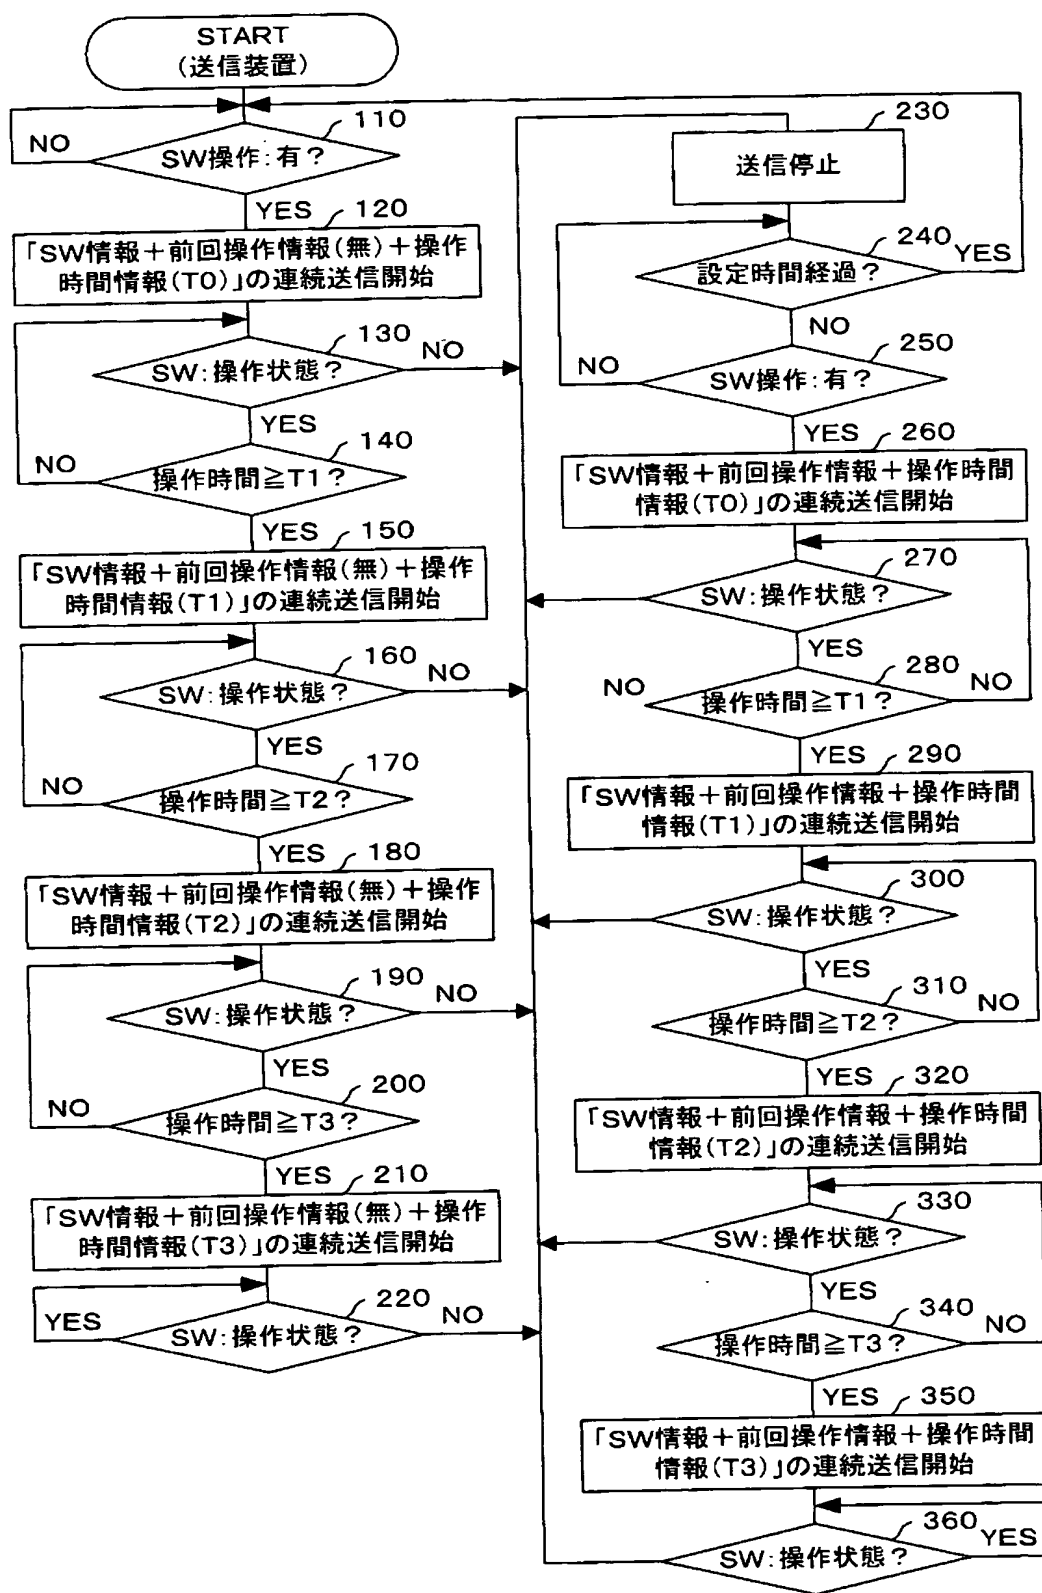 START
(送信装置)
110
NO
SW操作:有?
YES
120
「SW情報+前回操作情報(無)+操作
時間情報(T0)」の連続送信開始
130
NO
SW:操作状態?
YES
140
NO
操作時間≧T1?
YES
150
「SW情報+前回操作情報(無)+操作
時間情報(T1)」の連続送信開始
160
NO
SW:操作状態?
YES
170
NO
操作時間≧T2?
YES
180
「SW情報+前回操作情報(無)+操作
時間情報(T2)」の連続送信開始
190
NO
SW:操作状態?
YES
200
NO
操作時間≧T3?
YES
210
「SW情報+前回操作情報(無)+操作
時間情報(T3)」の連続送信開始
220
YES
NO
SW:操作状態?
230
送信停止
240
YES
設定時間経過?
NO
250
NO
SW操作:有?
YES
260
「SW情報+前回操作情報+操作時間
情報(T0)」の連続送信開始
270
SW:操作状態?
YES
280
NO
NO
操作時間≧T1?
YES
290
「SW情報+前回操作情報+操作時間
情報(T1)」の連続送信開始
300
SW:操作状態?
YES
310
NO
操作時間≧T2?
YES
320
「SW情報+前回操作情報+操作時間
情報(T2)」の連続送信開始
330
SW:操作状態?
YES
340
NO
操作時間≧T3?
YES
350
「SW情報+前回操作情報+操作時間
情報(T3)」の連続送信開始
360
YES
SW:操作状態?